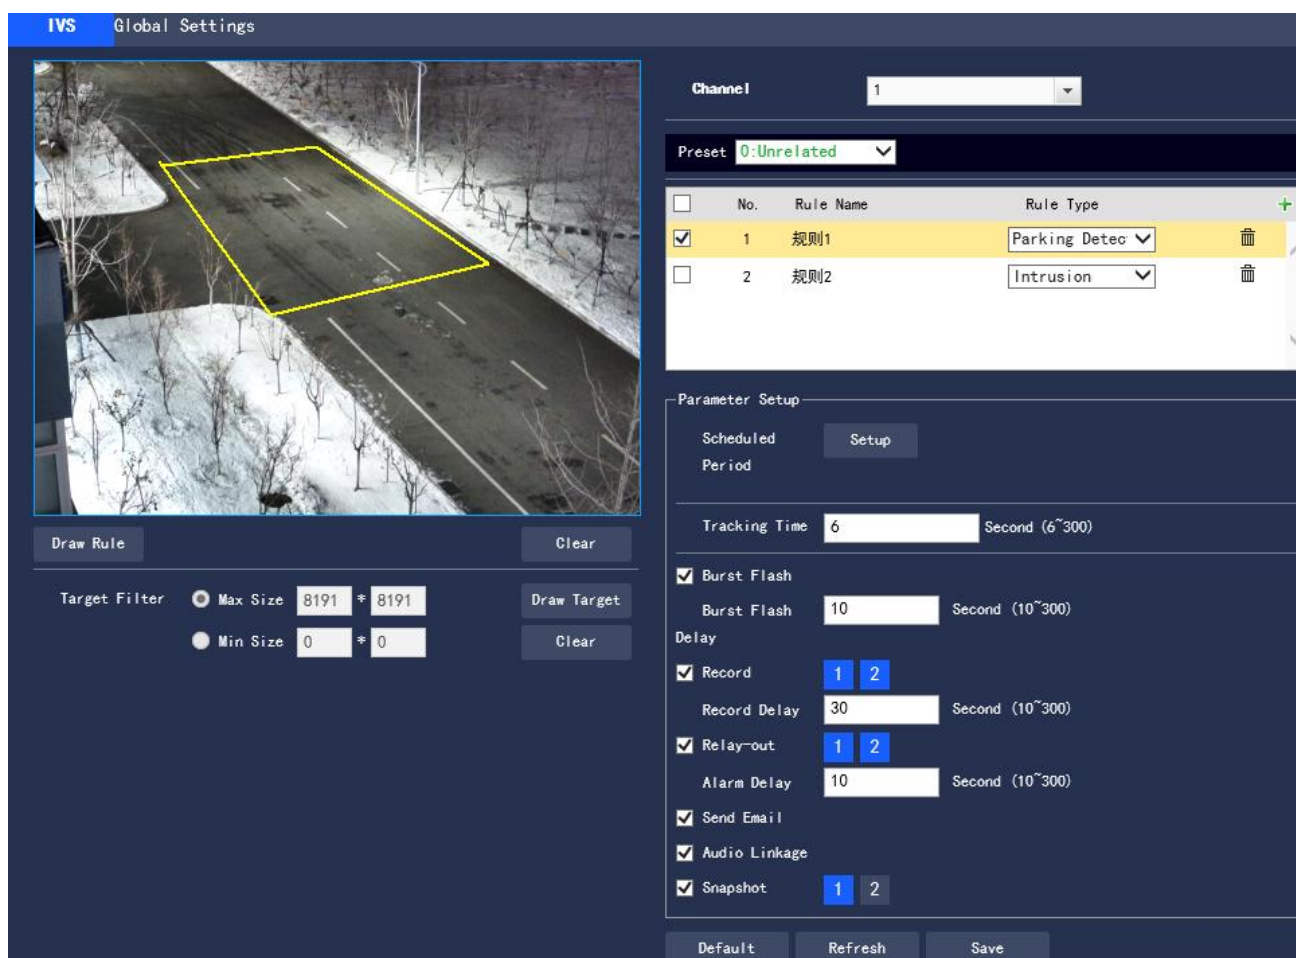 IVS Global Settings
Channel 1
Preset 0:Unrelated
No. Rule Name Rule Type
1 规则1 Parking Detec
2 规则2 Intrusion
Parameter Setup
Scheduled Setup
Period
Tracking Time 6 Second (6~300)
Draw Rule Clear
Burst Flash
Target Filter Max Size 8191 * 8191 Draw Target
Burst Flash 10 Second (10~300)
Delay
Min Size 0 * 0 Clear
Record 1 2
Record Delay 30 Second (10~300)
Relay-out 1 2
Alarm Delay 10 Second (10~300)
Send Email
Audio Linkage
Snapshot 1 2
Default Refresh Save